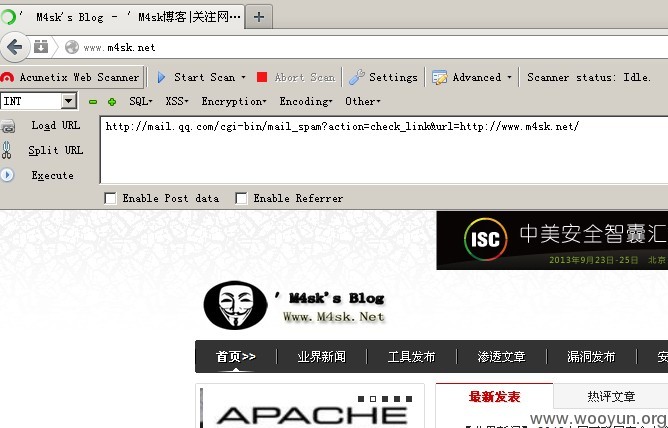 ' M4sk's Blog - ' M4sk博客|关注网…
www.m4sk.net
Acunetix Web Scanner Start Scan Abort Scan Settings Advanced Scanner status: Idle.
INT SQL XSS Encryption Encoding Other
Load URL
http://mail.qq.com/cgi-bin/mail_spam?action=check_link&url=http://www.m4sk.net/
Split URL
Execute
Enable Post data Enable Referrer
ISC 中美安全智囊汇
2013年9月23日-25日 北京
' M4sk's Blog
Www.M4sk.Net
首页>> 业界新闻 工具发布 渗透文章 漏洞发布 安
最新发表 热评文章
APACHE
www.wooyun.org